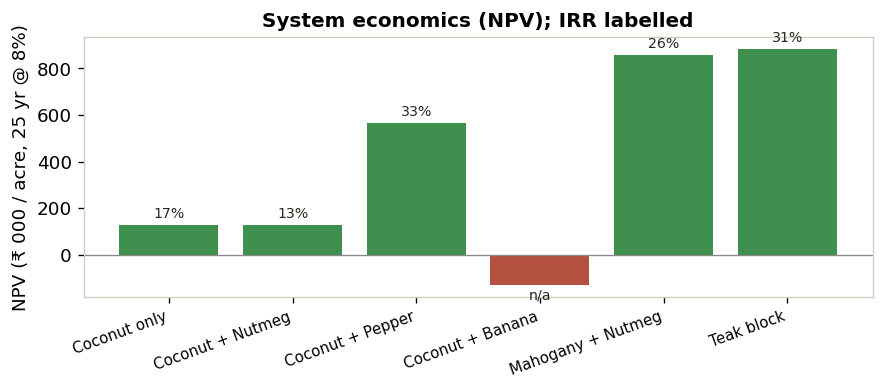 System economics (NPV); IRR labelled
NPV (₹ 000 / acre, 25 yr @ 8%)
800
600
400
200
0
17%
13%
33%
n/a
26%
31%
Coconut only
Coconut + Nutmeg
Coconut + Pepper
Coconut + Banana
Mahogany + Nutmeg
Teak block